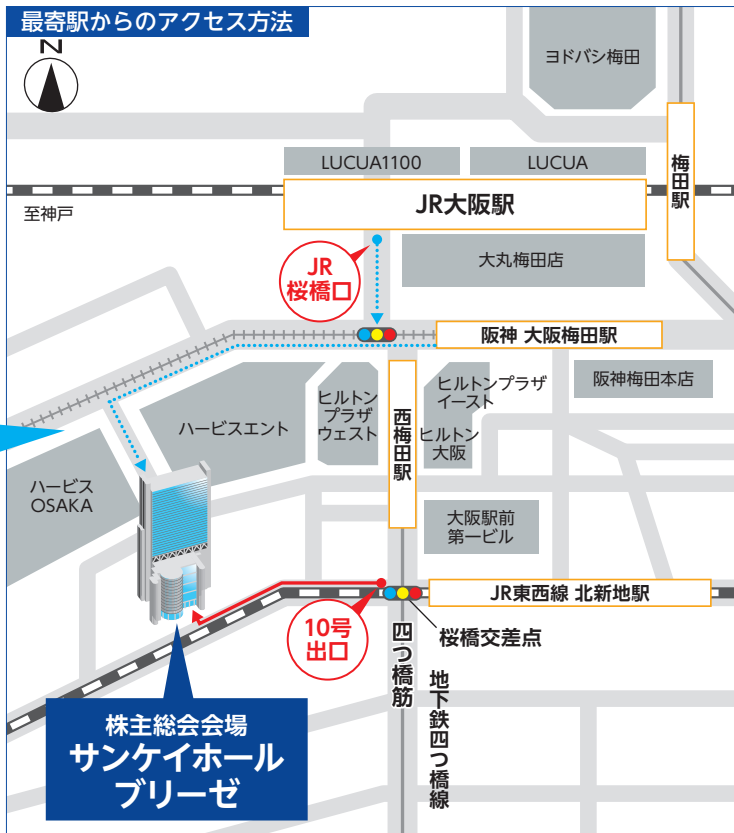 最寄駅からのアクセス方法
N
ヨドバシ梅田
LUCUA1100
LUCUA
梅田駅
JR大阪駅
至神戸
JR
桜橋口
大丸梅田店
阪神 大阪梅田駅
ヒルトン
プラザ
ウェスト
西梅田駅
ヒルトンプラザ
イースト
ヒルトン
大阪
阪神梅田本店
ハービスエント
ハービス
OSAKA
大阪駅前
第一ビル
JR東西線 北新地駅
10号
出口
桜橋交差点
四つ橋筋
地下鉄四つ橋線
株主総会会場
サンケイホール
ブリーゼ